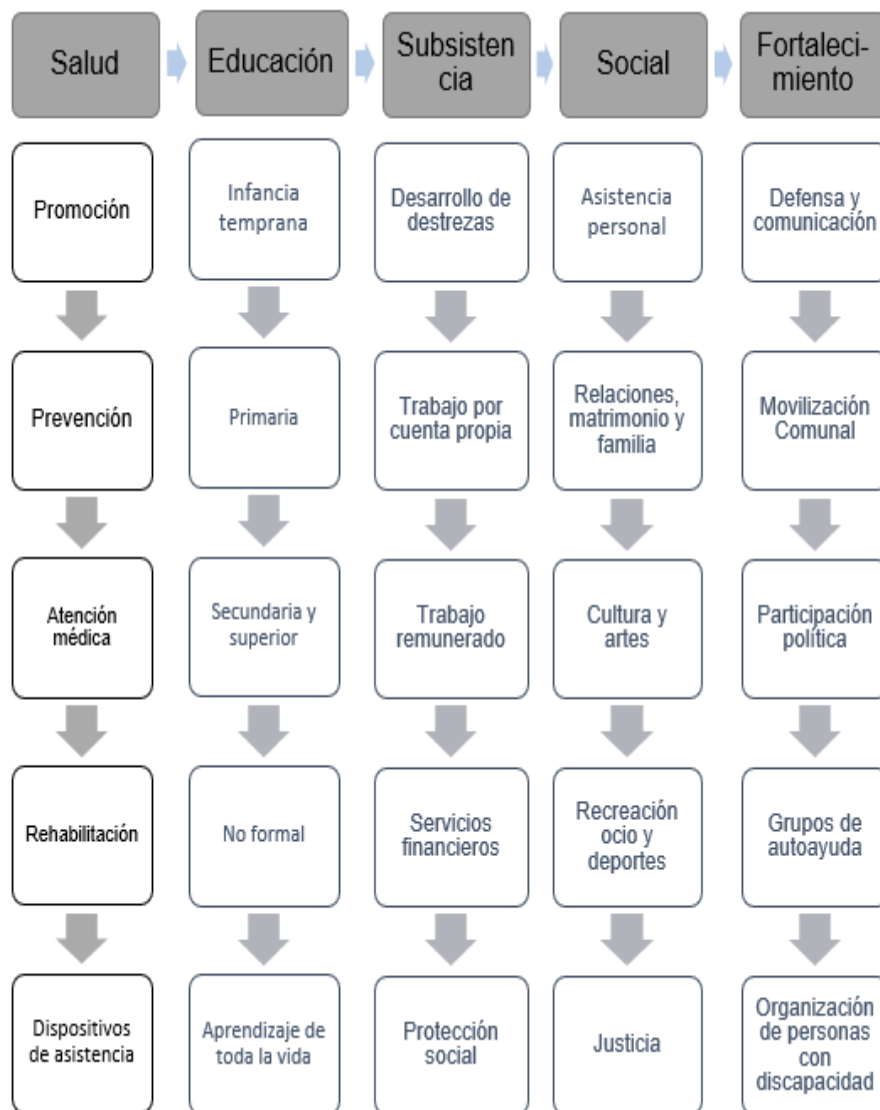 Salud
Educación
Subsisten
cia
Social
Fortaleci-
miento
Promoción
Infancia
temprana
Desarrollo de
destrezas
Asistencia
personal
Defensa y
comunicación
Prevención
Primaria
Trabajo por
cuenta propia
Relaciones,
matrimonio y
familia
Movilización
Comunal
Atención
médica
Secundaria y
superior
Trabajo
remunerado
Cultura y
artes
Participación
política
Rehabilitación
No formal
Servicios
financieros
Recreación
ocio y
deportes
Grupos de
autoayuda
Dispositivos
de asistencia
Aprendizaje de
toda la vida
Protección
social
Justicia
Organización
de personas
con
discapacidad